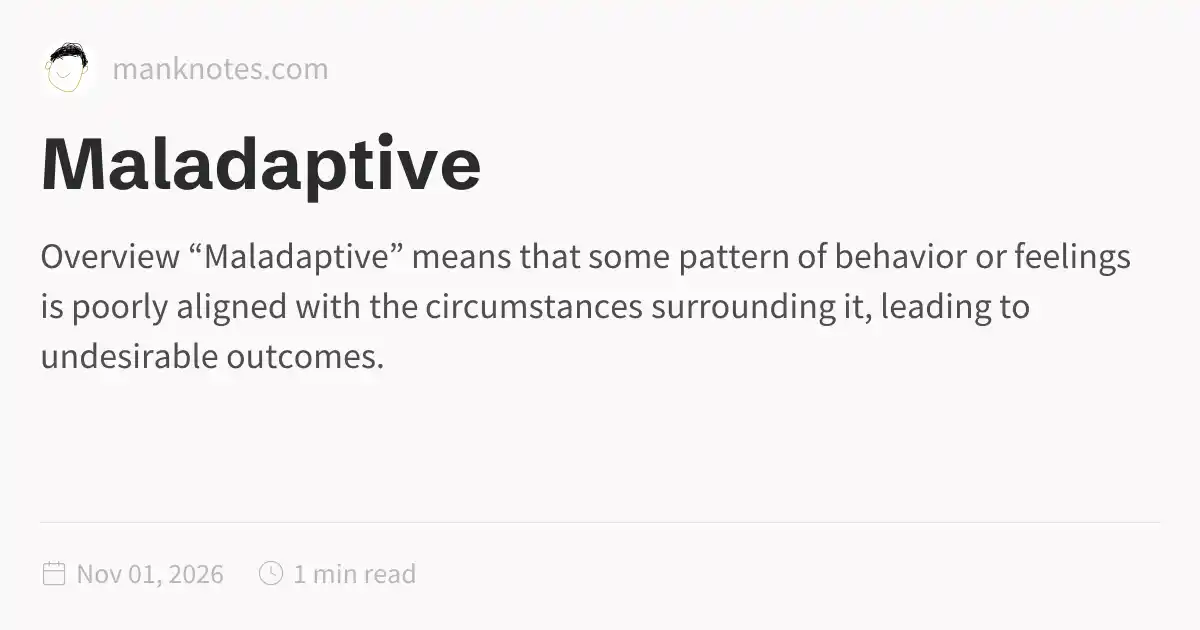 manknotes.com
Maladaptive
Overview “Maladaptive” means that some pattern of behavior or feelings
is poorly aligned with the circumstances surrounding it, leading to
undesirable outcomes.
Nov 01, 2026 1 min read